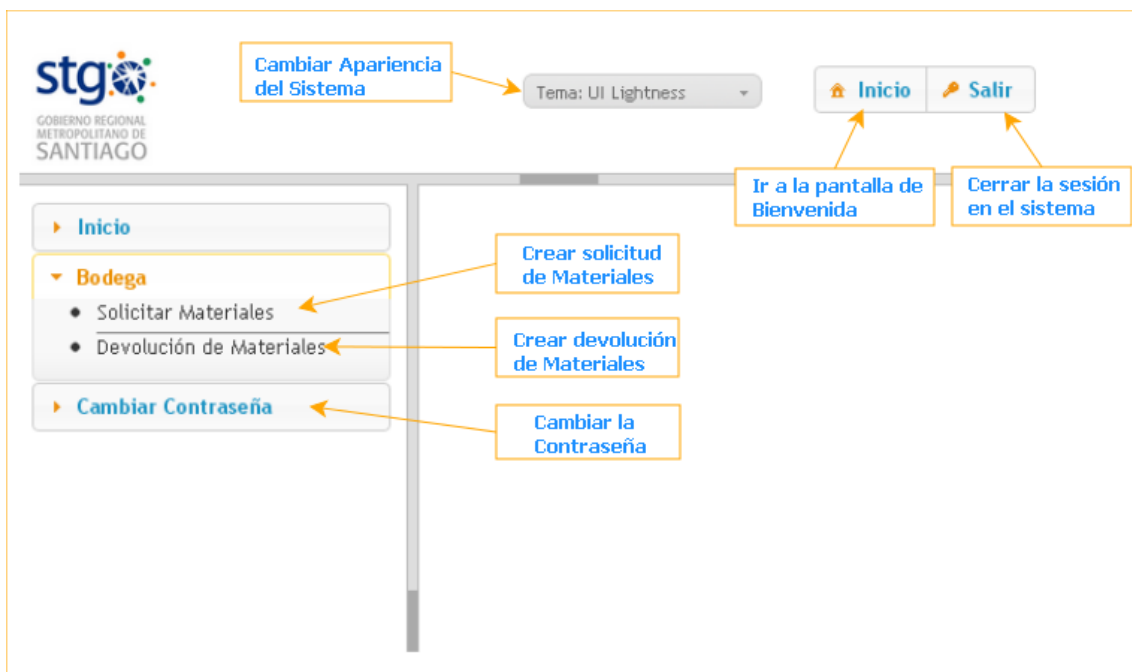 stgo
GOBIERNO REGIONAL
METROPOLITANO DE
SANTIAGO
Cambiar Apariencia
del Sistema
Tema: UI Lightness
Inicio
Salir
Ir a la pantalla de
Bienvenida
Cerrar la sesión
en el sistema
Inicio
Bodega
Solicitar Materiales
Devolución de Materiales
Cambiar Contraseña
Crear solicitud
de Materiales
Crear devolución
de Materiales
Cambiar la
Contraseña